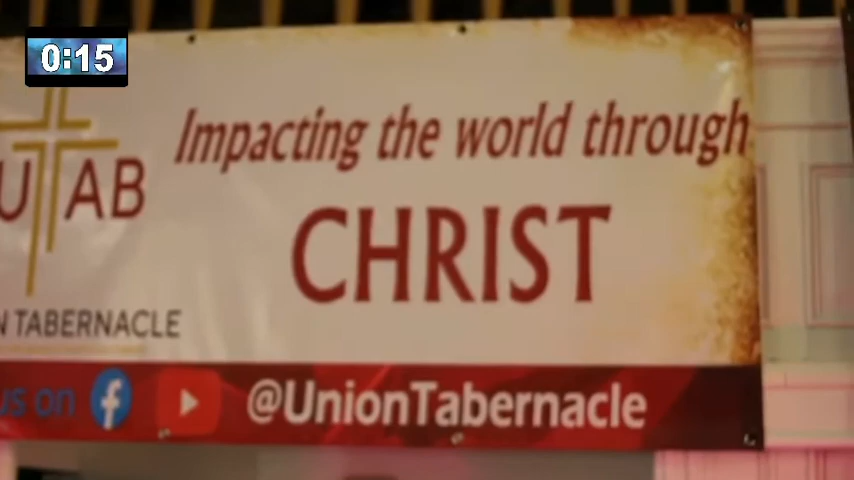 0:15
Impacting the world through
CHRIST
UTAB
N TABERNACLE
us on
@UnionTabernacle